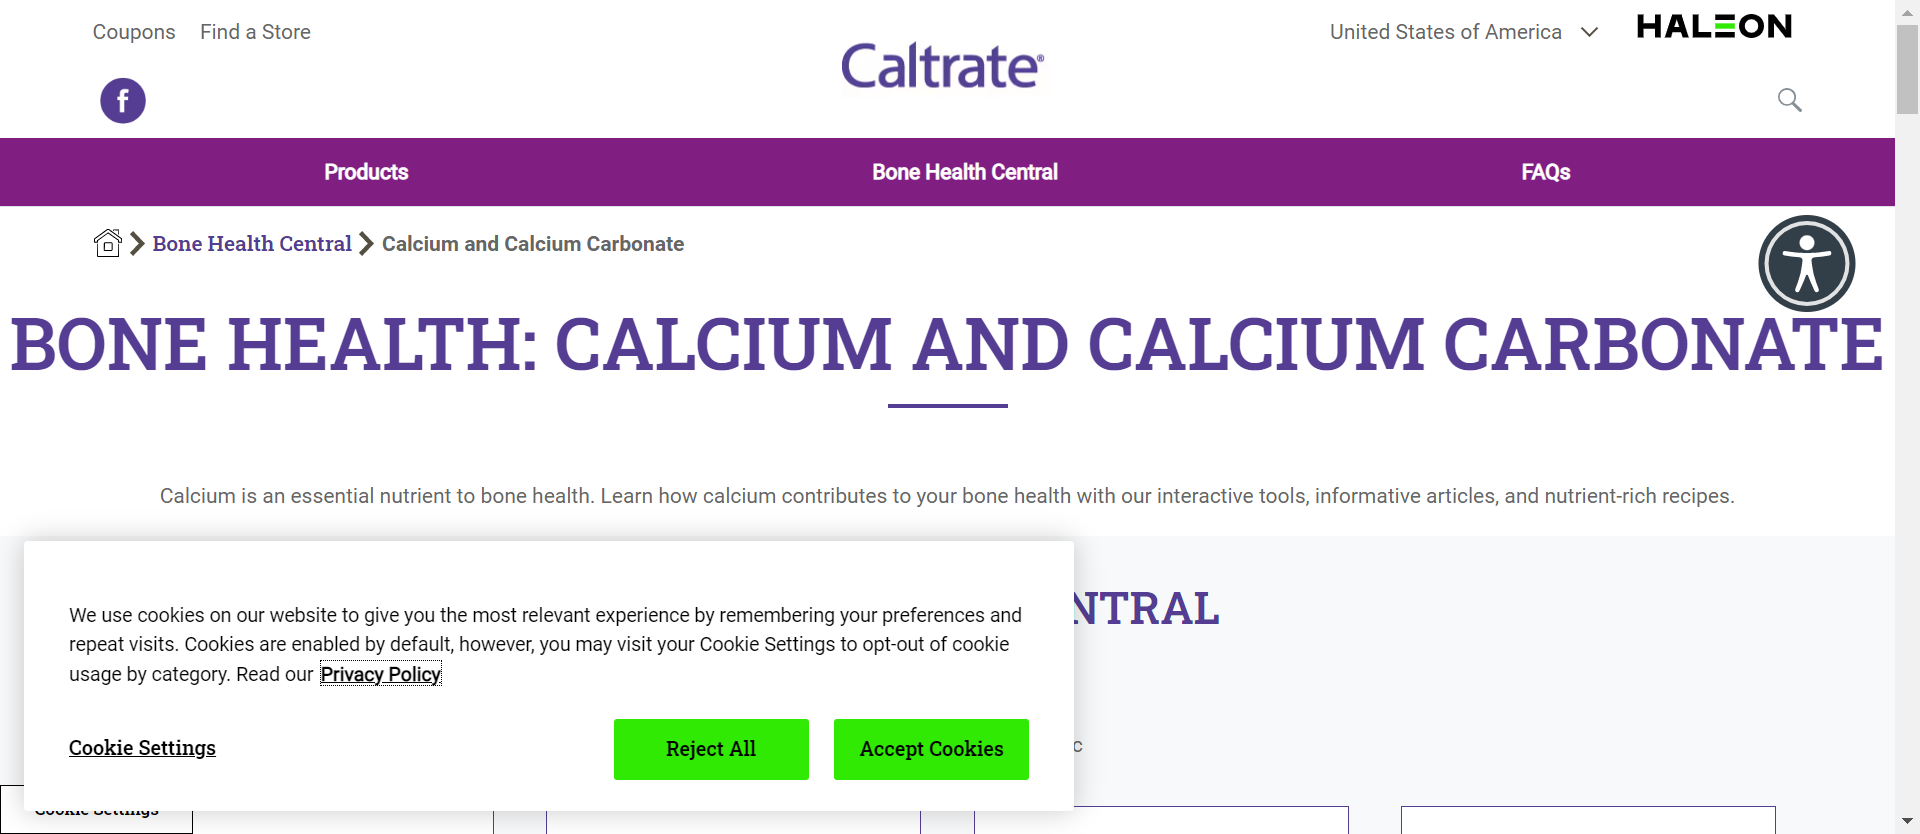 Coupons Find a Store
Caltrate®
United States of America
HALEON
f
Products Bone Health Central FAQs
Bone Health Central Calcium and Calcium Carbonate
BONE HEALTH: CALCIUM AND CALCIUM CARBONATE
Calcium is an essential nutrient to bone health. Learn how calcium contributes to your bone health with our interactive tools, informative articles, and nutrient-rich recipes.
NTRAL
We use cookies on our website to give you the most relevant experience by remembering your preferences and
repeat visits. Cookies are enabled by default, however, you may visit your Cookie Settings to opt-out of cookie
usage by category. Read our Privacy Policy
c
Cookie Settings Reject All Accept Cookies
Cookie Settings